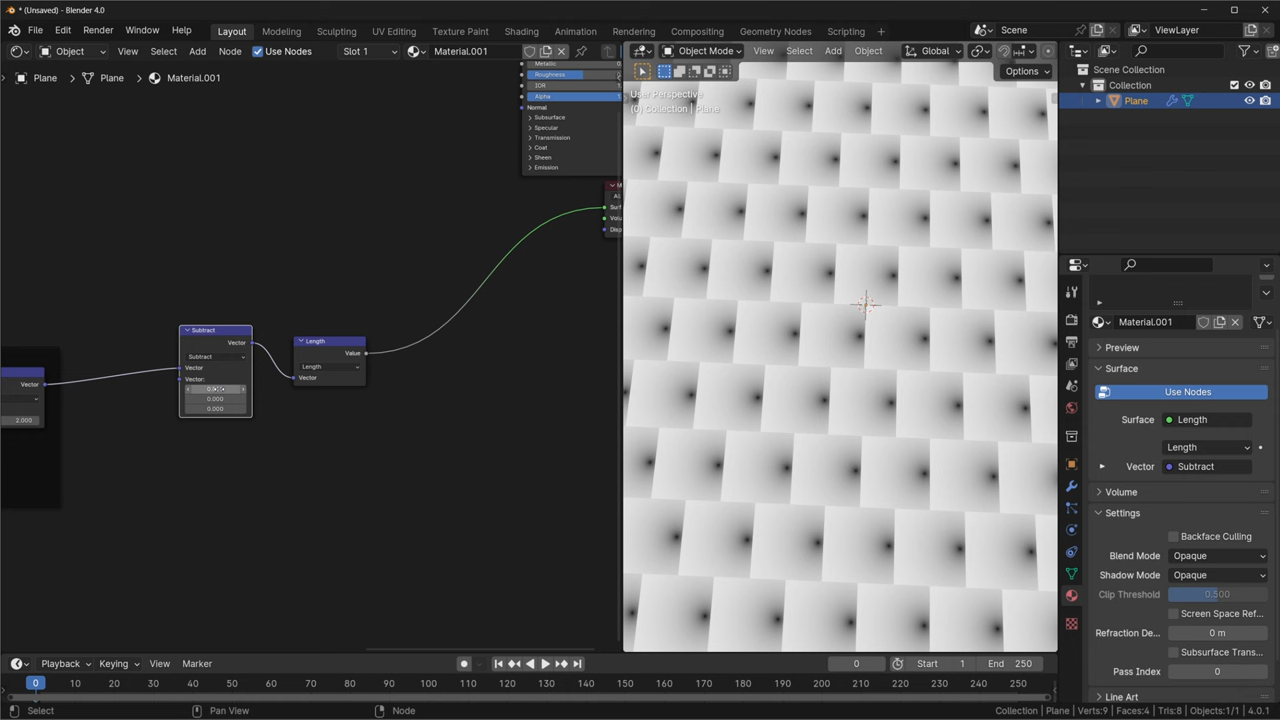 * (Unsaved) - Blender 4.0
File Edit Render Window Help Layout Modeling Sculpting UV Editing Texture Paint Shading Animation Rendering Compositing Geometry Nodes Scripting Scene ViewLayer
Object View Select Add Node Use Nodes Slot 1 Material.001
Object Mode View Select Add Object Global
Options
Plane Plane Material.001
User Perspective
(0) Collection | Plane
Scene Collection
Collection
Plane
Metallic
Roughness
IOR
Alpha
Normal
Subsurface
Specular
Transmission
Coat
Sheen
Emission
Subtract
Vector
Subtract
Vector
Vector:
0.000
0.000
Length
Value
Length
Vector
Vector
2.000
Material.001
Preview
Surface
Use Nodes
Surface Length
Length
Vector Subtract
Volume
Settings
Backface Culling
Blend Mode Opaque
Shadow Mode Opaque
Clip Threshold 0.500
Screen Space Ref...
Refraction De... 0 m
Subsurface Trans...
Pass Index 0
Line Art
Playback Keying View Marker 0 Start 1 End 250
0 10 20 30 40 50 60 70 80 90 100 110 120 130 140 150 160 170 180 190 200 210 220 230 240 250
Select Pan View Node Collection | Plane | Verts:9 | Faces:4 | Tris:8 | Objects:1/1 | 4.0.1